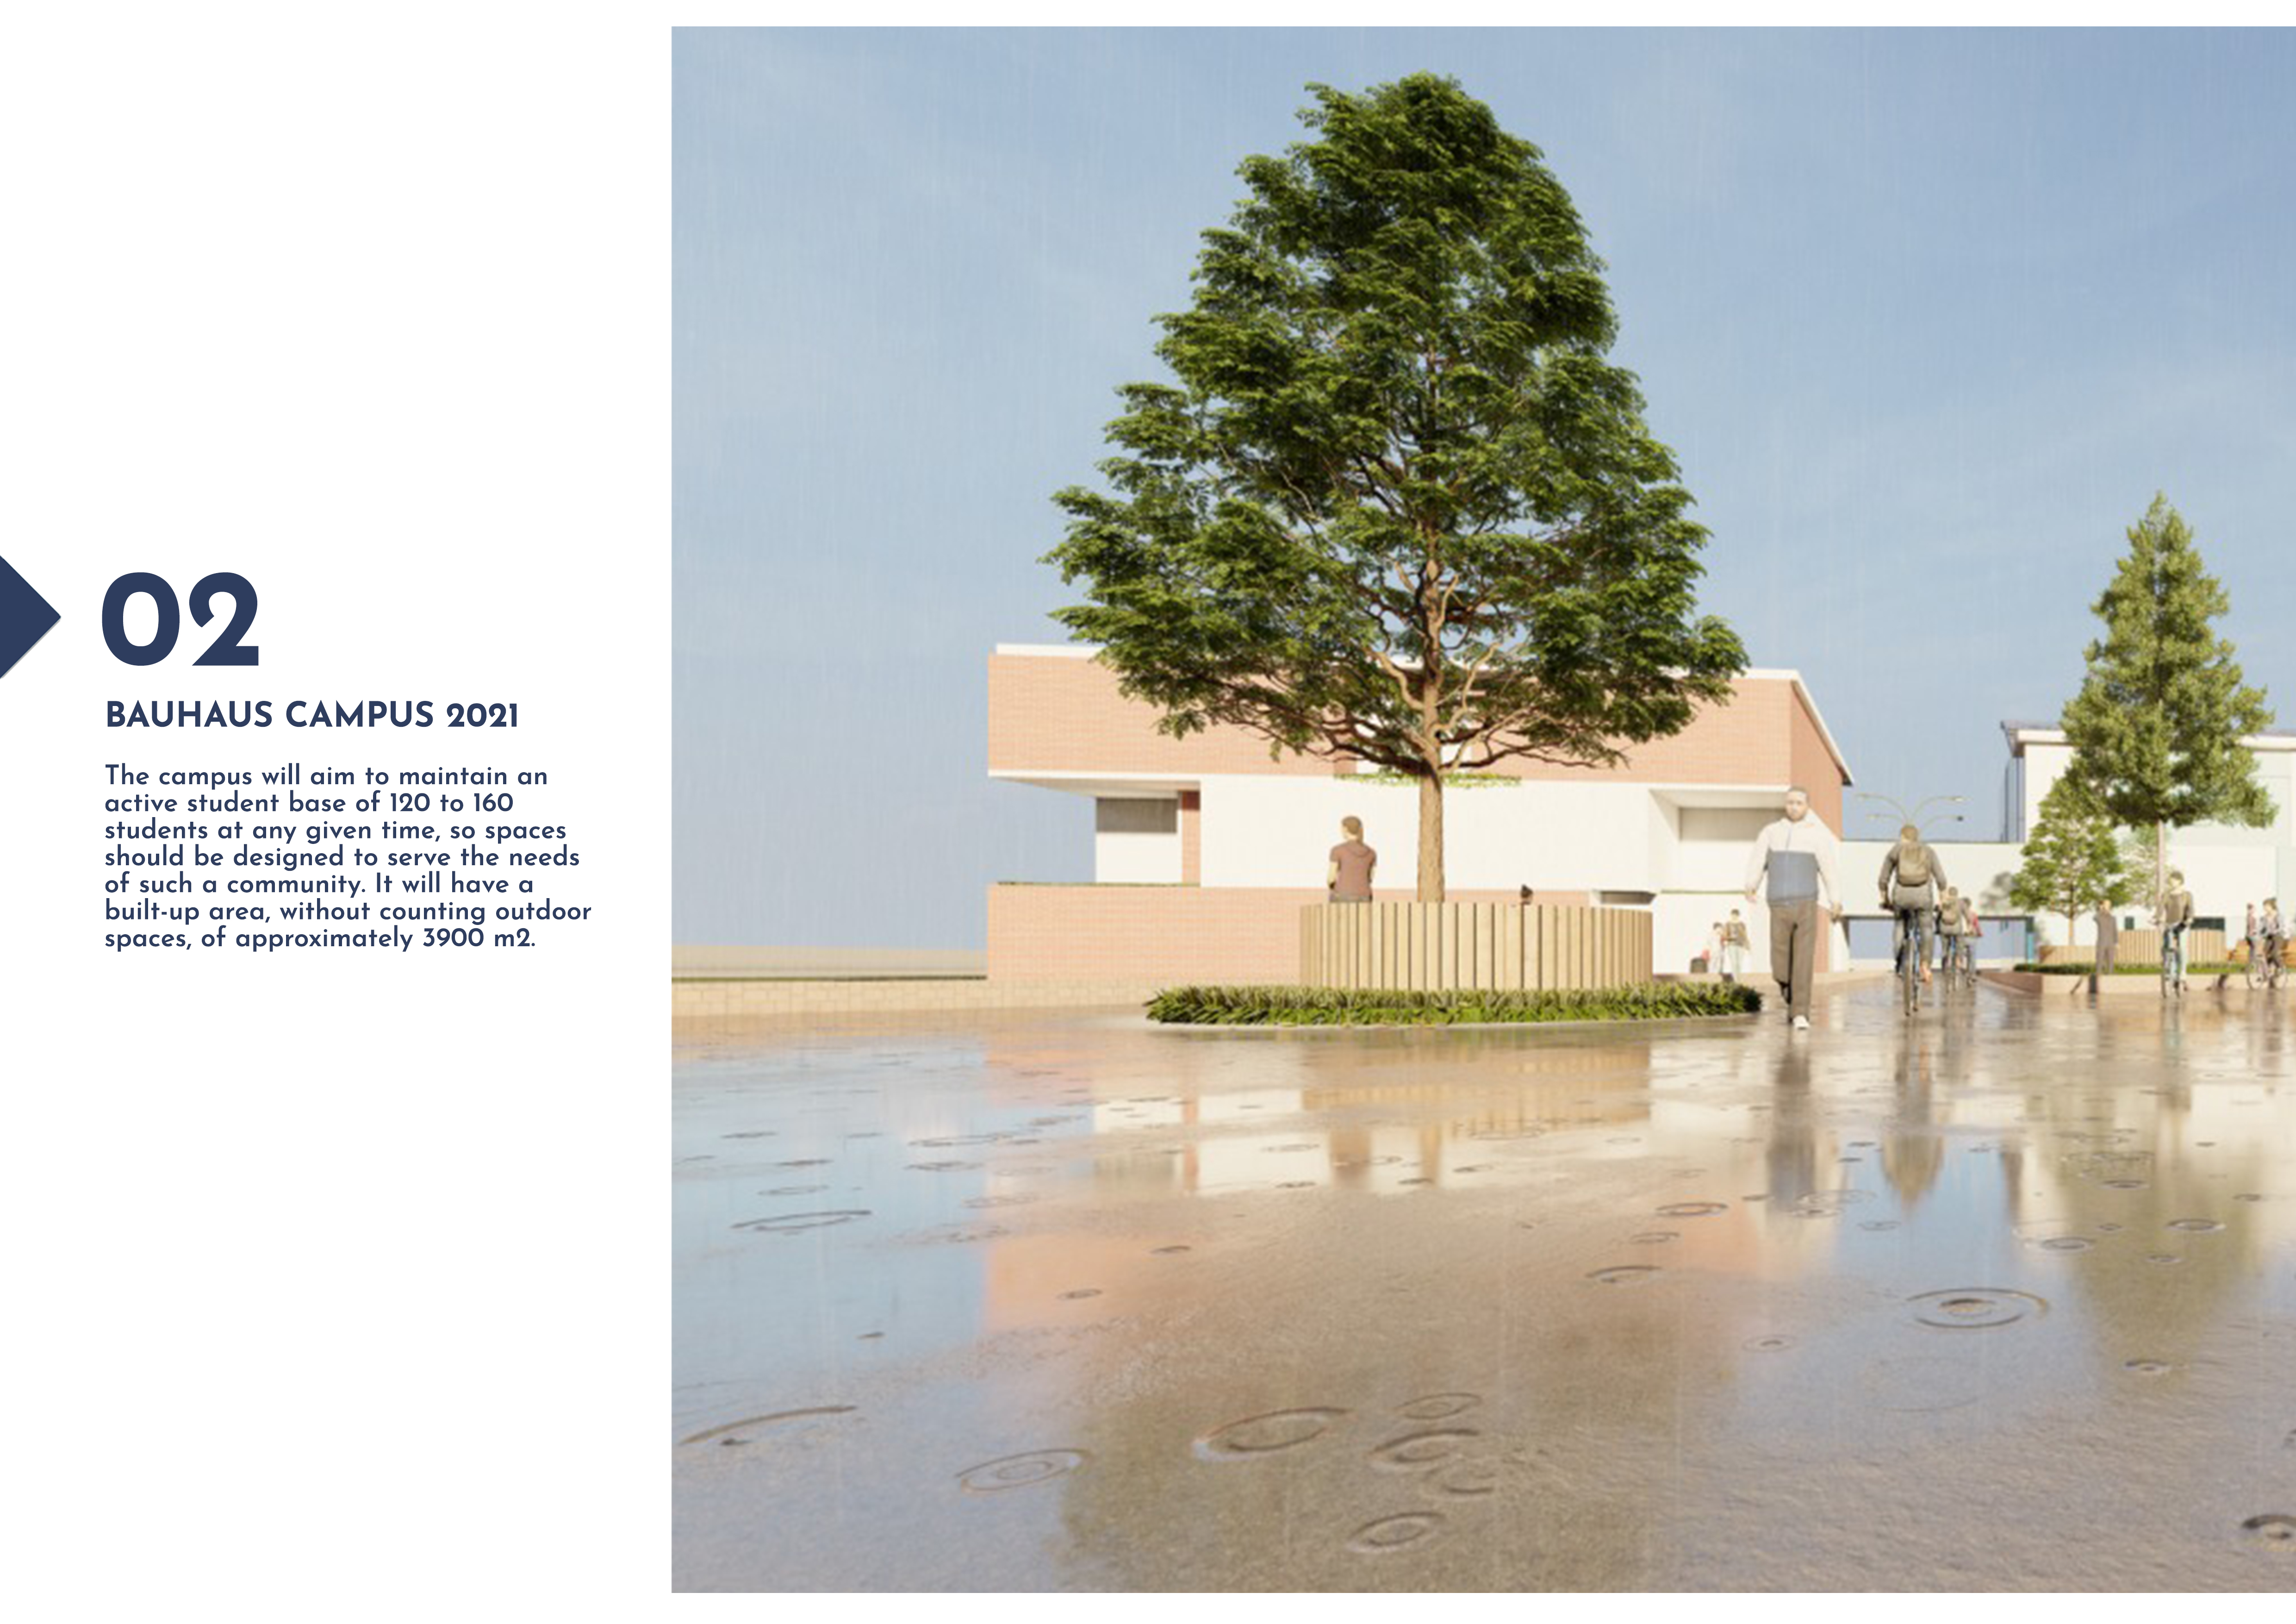 02
BAUHAUS CAMPUS 2021
The campus will aim to maintain an
active student base of 120 to 160
students at any given time, so spaces
should be designed to serve the needs
of such a community. It will have a
built-up area, without counting outdoor
spaces, of approximately 3900 m2.